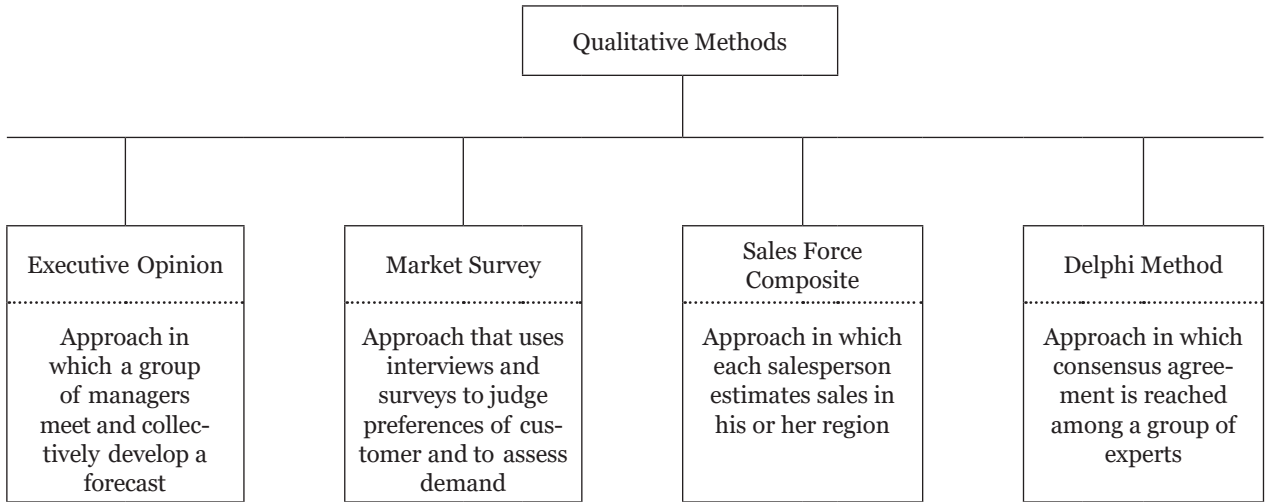 Qualitative Methods
Executive Opinion
Approach in
which a group
of managers
meet and collec-
tively develop a
forecast
Market Survey
Approach that uses
interviews and
surveys to judge
preferences of cus-
tomer and to assess
demand
Sales Force
Composite
Approach in which
each salesperson
estimates sales in
his or her region
Delphi Method
Approach in which
consensus agree-
ment is reached
among a group of
experts